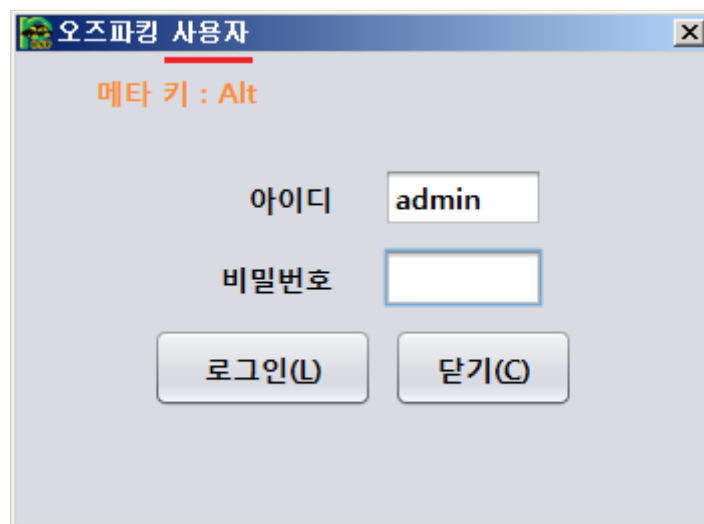 오즈파킹 사용자
메타 키 : Alt
아이디 admin
비밀번호
로그인(L) 닫기(C)